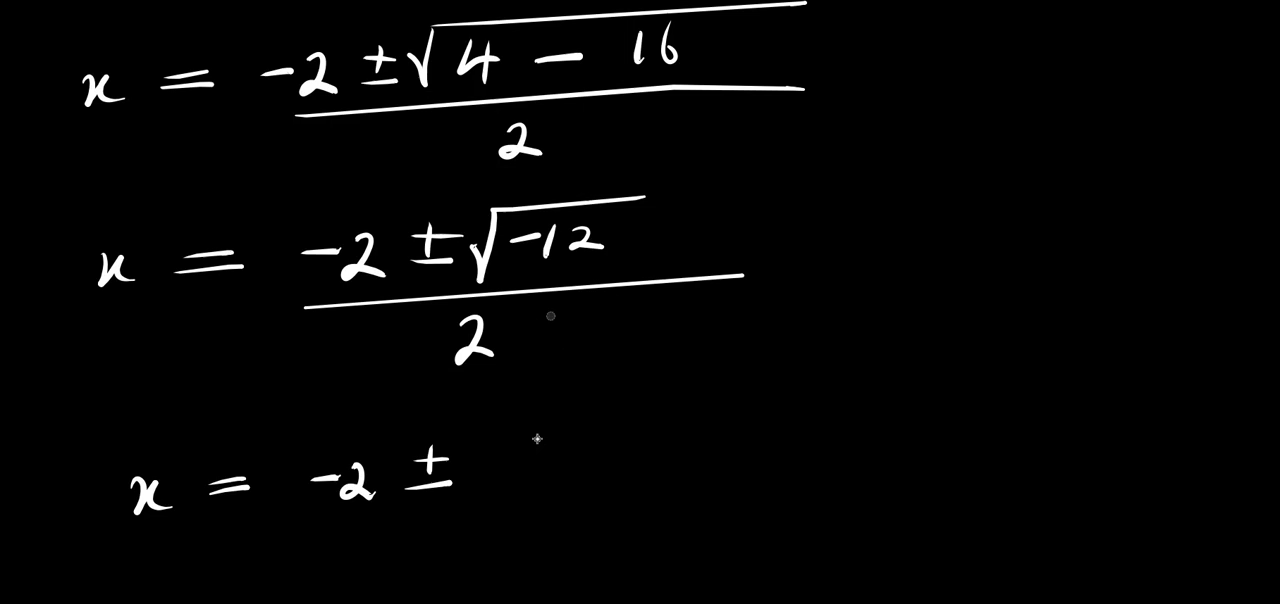 x = -2 ± √4 - 16
2
x = -2 ± √-12
2
x = -2 ±